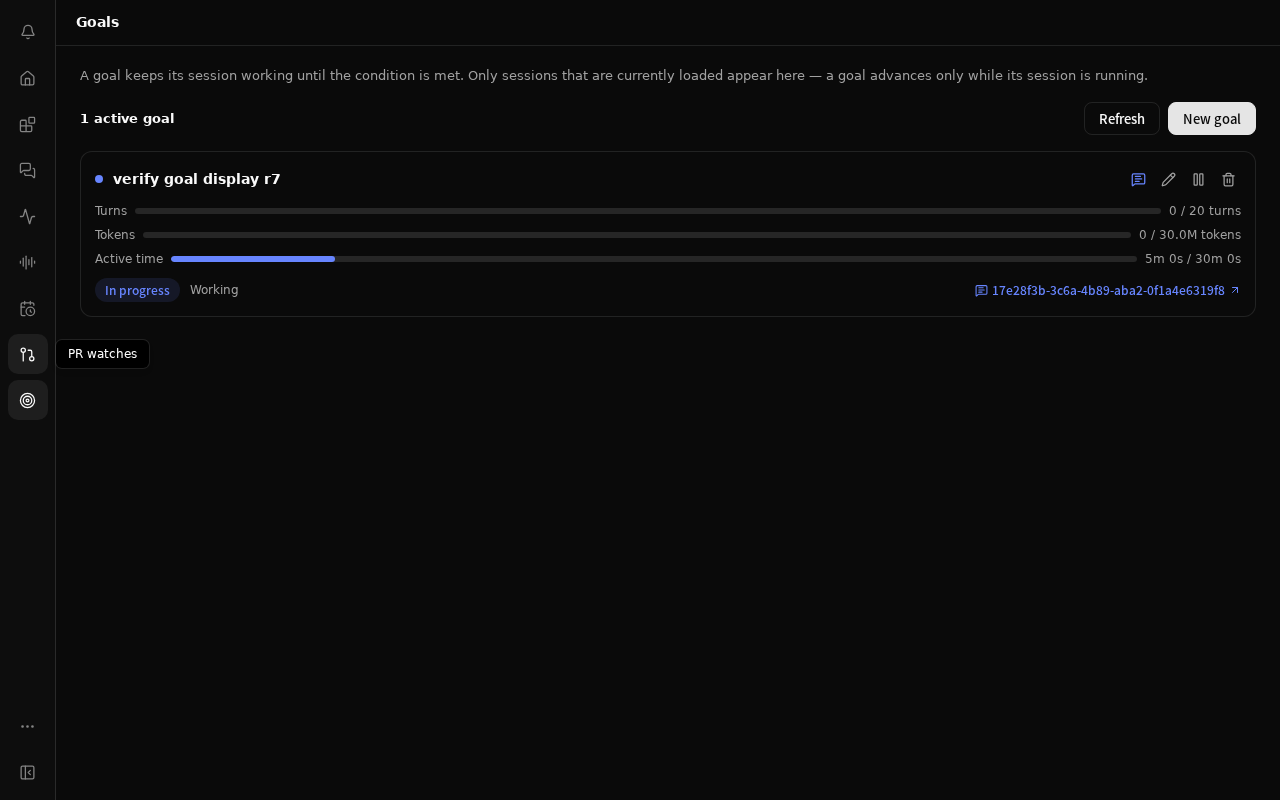 Goals
A goal keeps its session working until the condition is met. Only sessions that are currently loaded appear here — a goal advances only while its session is running.
1 active goal
Refresh
New goal
verify goal display r7
Turns
0 / 20 turns
Tokens
0 / 30.0M tokens
Active time
5m 0s / 30m 0s
In progress
Working
17e28f3b-3c6a-4b89-aba2-0f1a4e6319f8
PR watches